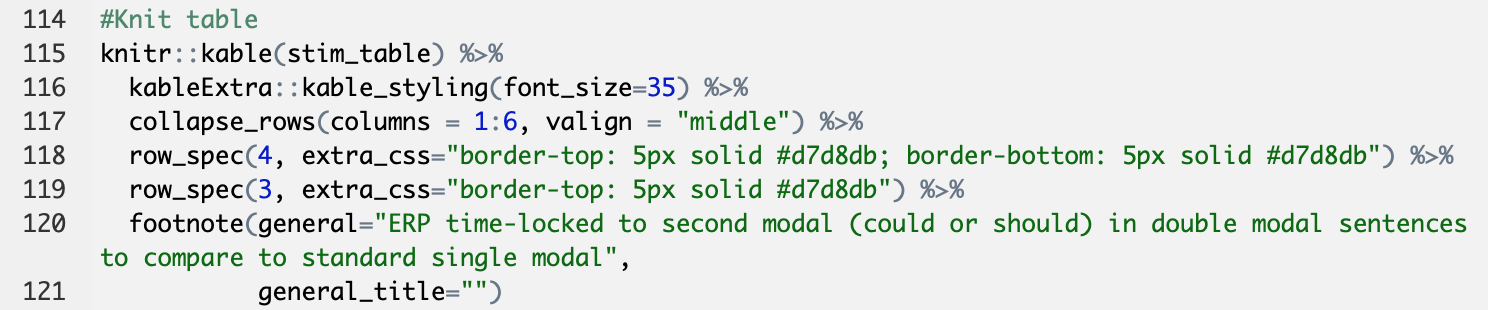 114 #Knit table
115 knitr::kable(stim_table) %>%
116   kableExtra::kable_styling(font_size=35) %>%
117   collapse_rows(columns = 1:6, valign = "middle") %>%
118   row_spec(4, extra_css="border-top: 5px solid #d7d8db; border-bottom: 5px solid #d7d8db") %>%
119   row_spec(3, extra_css="border-top: 5px solid #d7d8db") %>%
120   footnote(general="ERP time-locked to second modal (could or should) in double modal sentences
to compare to standard single modal",
121            general_title="")